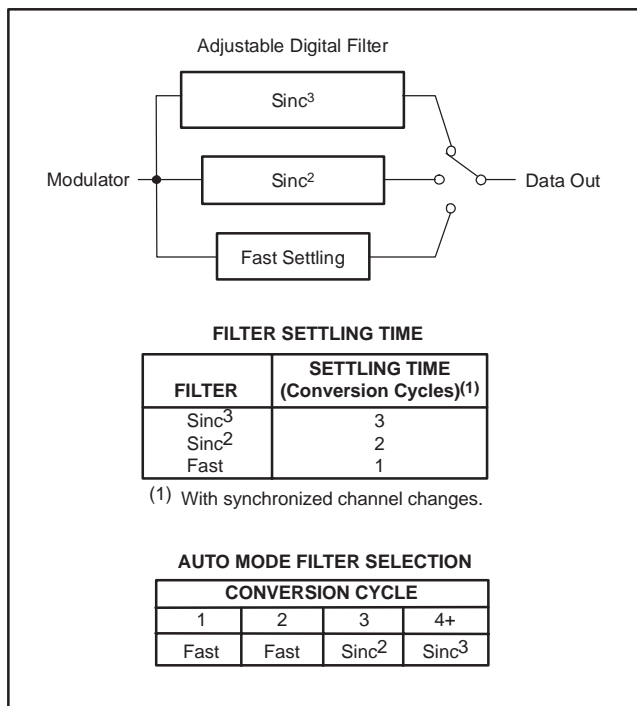 Adjustable Digital Filter
Sinc³
Modulator
Sinc²
Data Out
Fast Settling
FILTER SETTLING TIME
FILTER
SETTLING TIME
(Conversion Cycles)(1)
Sinc³ 3
Sinc² 2
Fast 1
(1) With synchronized channel changes.
AUTO MODE FILTER SELECTION
CONVERSION CYCLE
1 2 3 4+
Fast Fast Sinc² Sinc³